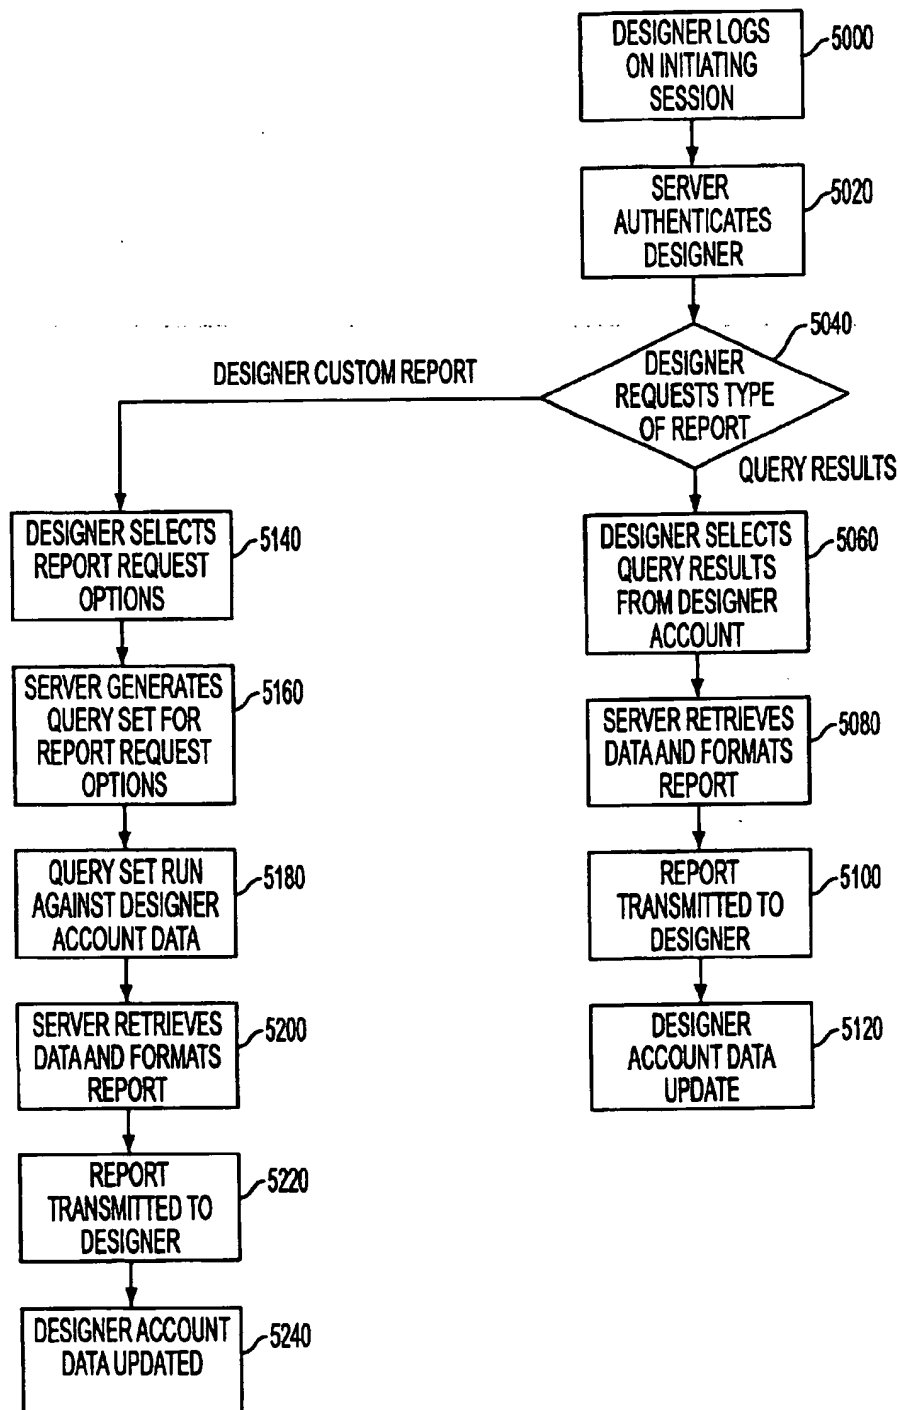 DESIGNER LOGS
ON INITIATING
SESSION
5000
SERVER
AUTHENTICATES
DESIGNER
5020
DESIGNER
REQUESTS TYPE
OF REPORT
5040
DESIGNER CUSTOM REPORT
QUERY RESULTS
DESIGNER SELECTS
REPORT REQUEST
OPTIONS
5140
SERVER GENERATES
QUERY SET FOR
REPORT REQUEST
OPTIONS
5160
QUERY SET RUN
AGAINST DESIGNER
ACCOUNT DATA
5180
SERVER RETRIEVES
DATA AND FORMATS
REPORT
5200
REPORT
TRANSMITTED TO
DESIGNER
5220
DESIGNER ACCOUNT
DATA UPDATED
5240
DESIGNER SELECTS
QUERY RESULTS
FROM DESIGNER
ACCOUNT
5060
SERVER RETRIEVES
DATA AND FORMATS
REPORT
5080
REPORT
TRANSMITTED TO
DESIGNER
5100
DESIGNER
ACCOUNT DATA
UPDATE
5120